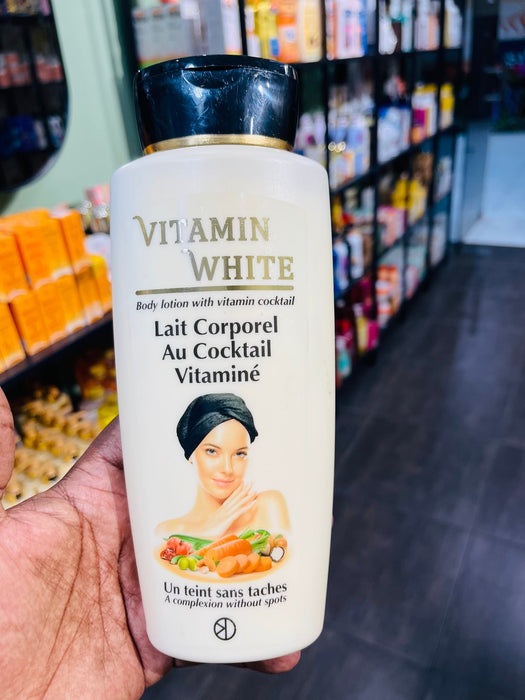 VITAMIN
WHITE
Body lotion with vitamin cocktail
Lait Corporel
Au Cocktail
Vitaminé
Un teint sans taches
A complexion without spots